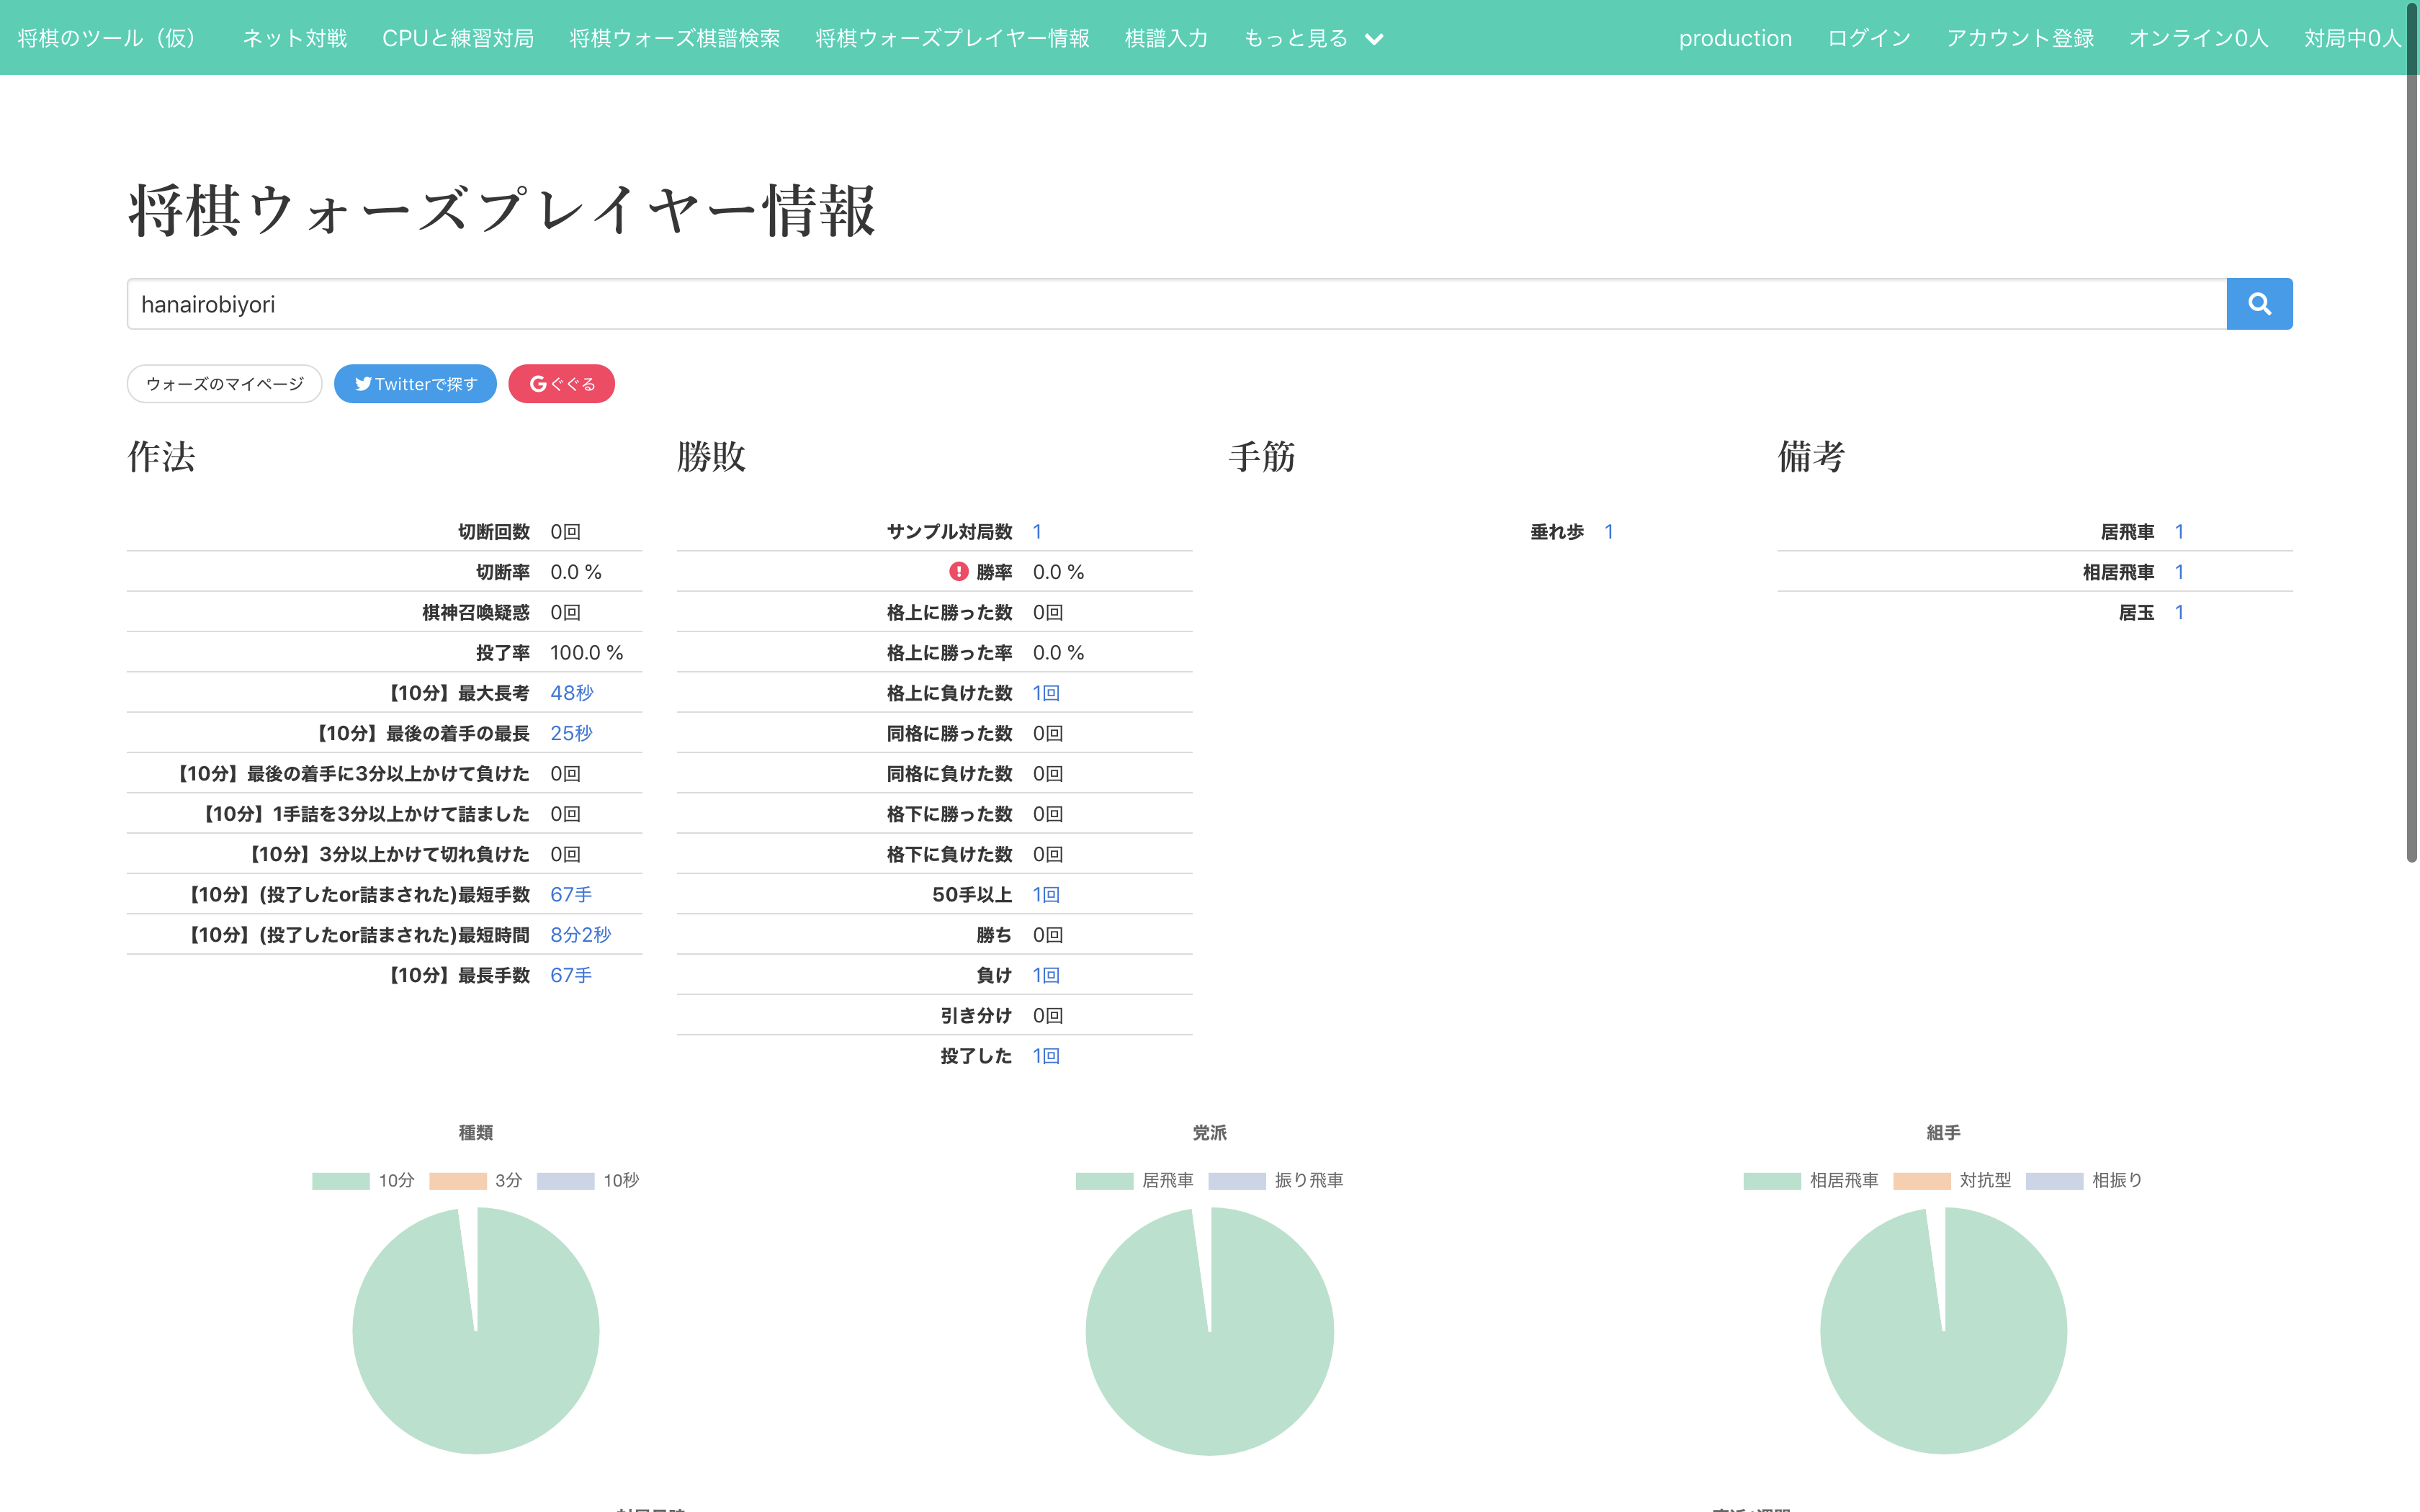 将棋のツール（仮） ネット対戦 CPUと練習対局 将棋ウォーズ棋譜検索 将棋ウォーズプレイヤー情報 棋譜入力 もっと見る production ログイン アカウント登録 オンライン0人 対局中0人
将棋ウォーズプレイヤー情報
hanairobiyori
ウォーズのマイページ Twitterで探す ぐぐる
作法
切断回数 0回
切断率 0.0 %
棋神召喚疑惑 0回
投了率 100.0 %
【10分】最大長考 48秒
【10分】最後の着手の最長 25秒
【10分】最後の着手に3分以上かけて負けた 0回
【10分】1手詰を3分以上かけて詰ました 0回
【10分】3分以上かけて切れ負けた 0回
【10分】(投了したor詰まされた)最短手数 67手
【10分】(投了したor詰まされた)最短時間 8分2秒
【10分】最長手数 67手
勝敗
サンプル対局数 1
勝率 0.0 %
格上に勝った数 0回
格上に勝った率 0.0 %
格上に負けた数 1回
同格に勝った数 0回
同格に負けた数 0回
格下に勝った数 0回
格下に負けた数 0回
50手以上 1回
勝ち 0回
負け 1回
引き分け 0回
投了した 1回
手筋
垂れ歩 1
備考
居飛車 1
相居飛車 1
居玉 1
種類
10分 3分 10秒
党派
居飛車 振り飛車
組手
相居飛車 対抗型 相振り